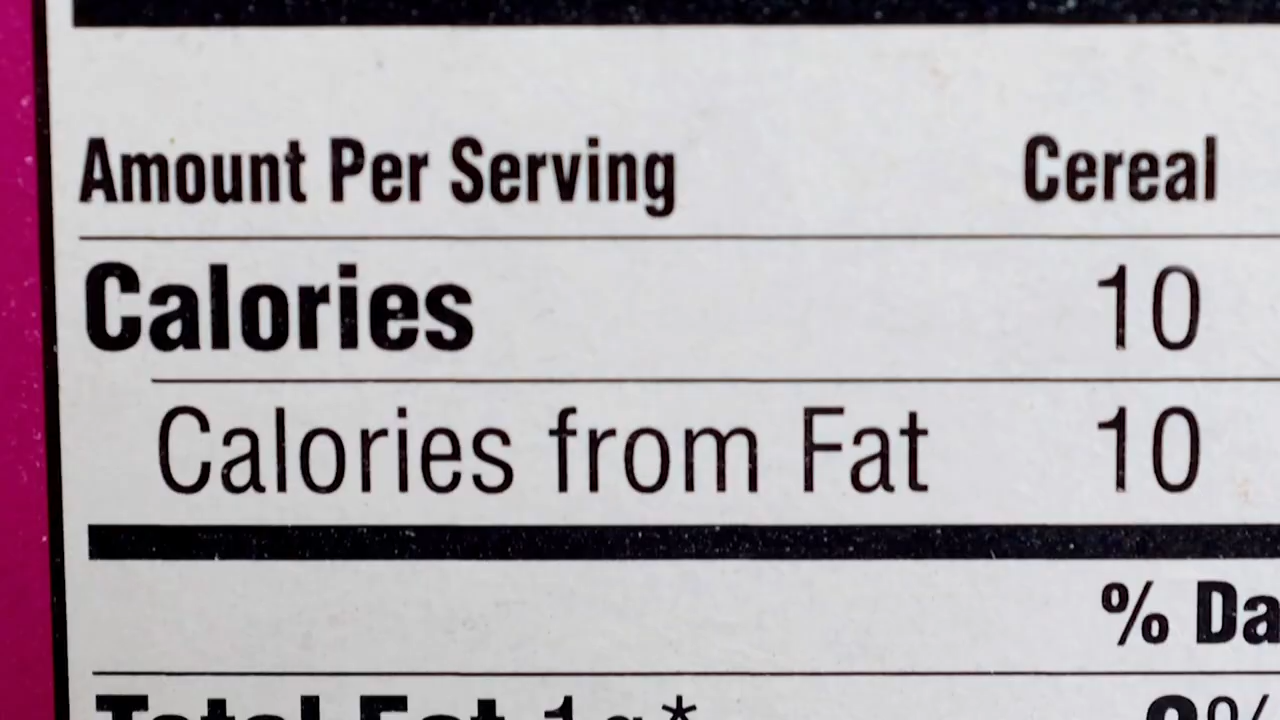 Amount Per Serving Cereal
Calories 10
Calories from Fat 10
% Da
Total Fat 1g*